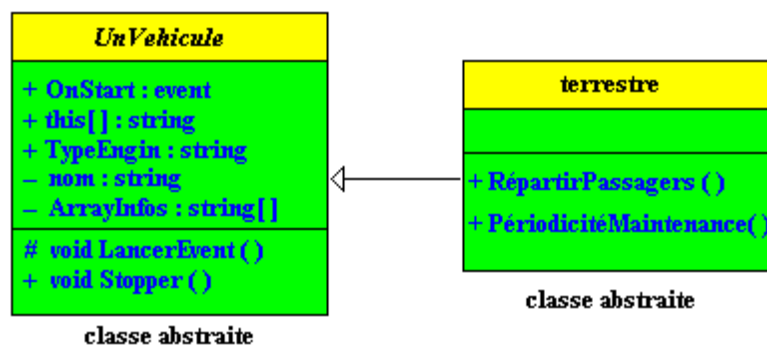 UnVehicule
+ OnStart : event
+ this[] : string
+ TypeEngin : string
– nom : string
– ArrayInfos : string[]
# void LancerEvent ( )
+ void Stopper ( )
classe abstraite
terrestre
+ RépartirPassagers ( )
+ PériodicitéMaintenance( )
classe abstraite